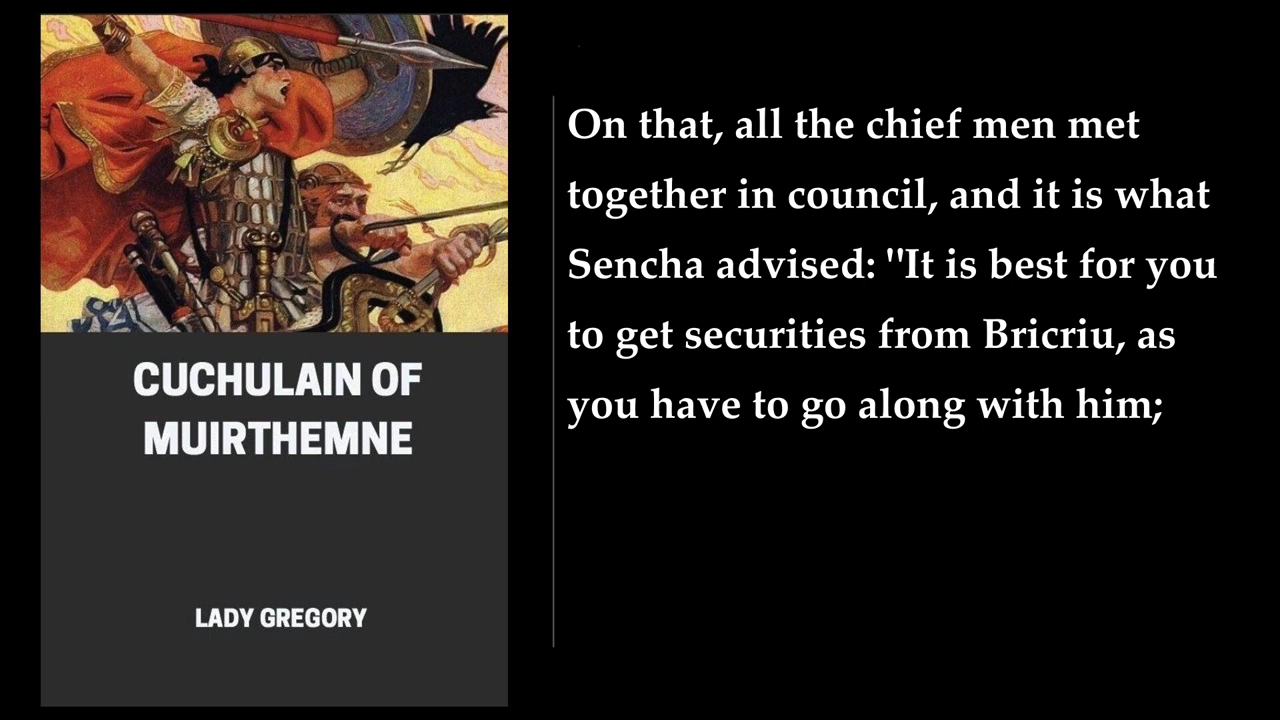 CUCHULAIN OF
MUIRTHEMNE
LADY GREGORY
On that, all the chief men met
together in council, and it is what
Sencha advised: "It is best for you
to get securities from Bricriu, as
you have to go along with him;